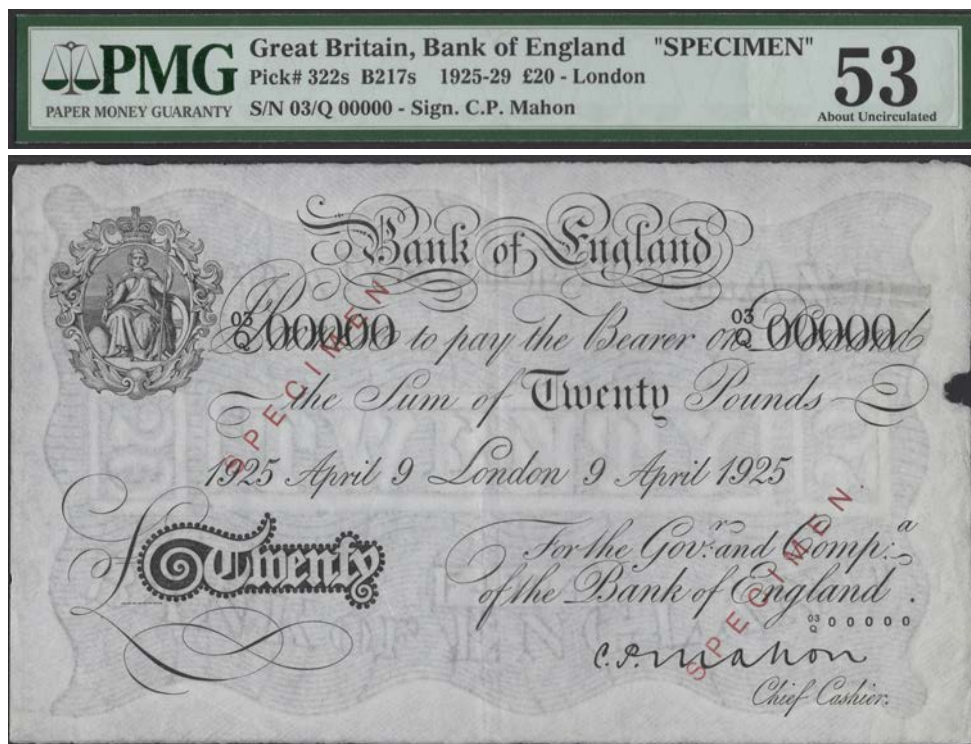 PMG
PAPER MONEY GUARANTY
Great Britain, Bank of England "SPECIMEN"
Pick# 322s B217s 1925-29 £20 - London
S/N 03/Q 00000 - Sign. C.P. Mahon
53
About Uncirculated
Bank of England
03/Q 00000 to pay the Bearer on Demand 03/Q 00000
the Sum of Twenty Pounds
1925 April 9 London 9 April 1925
SPECIMEN
£Twenty
For the Gov:r and Comp:a
of the Bank of England.
03/Q 00000
SPECIMEN.
C.P. Mahon
Chief Cashier.